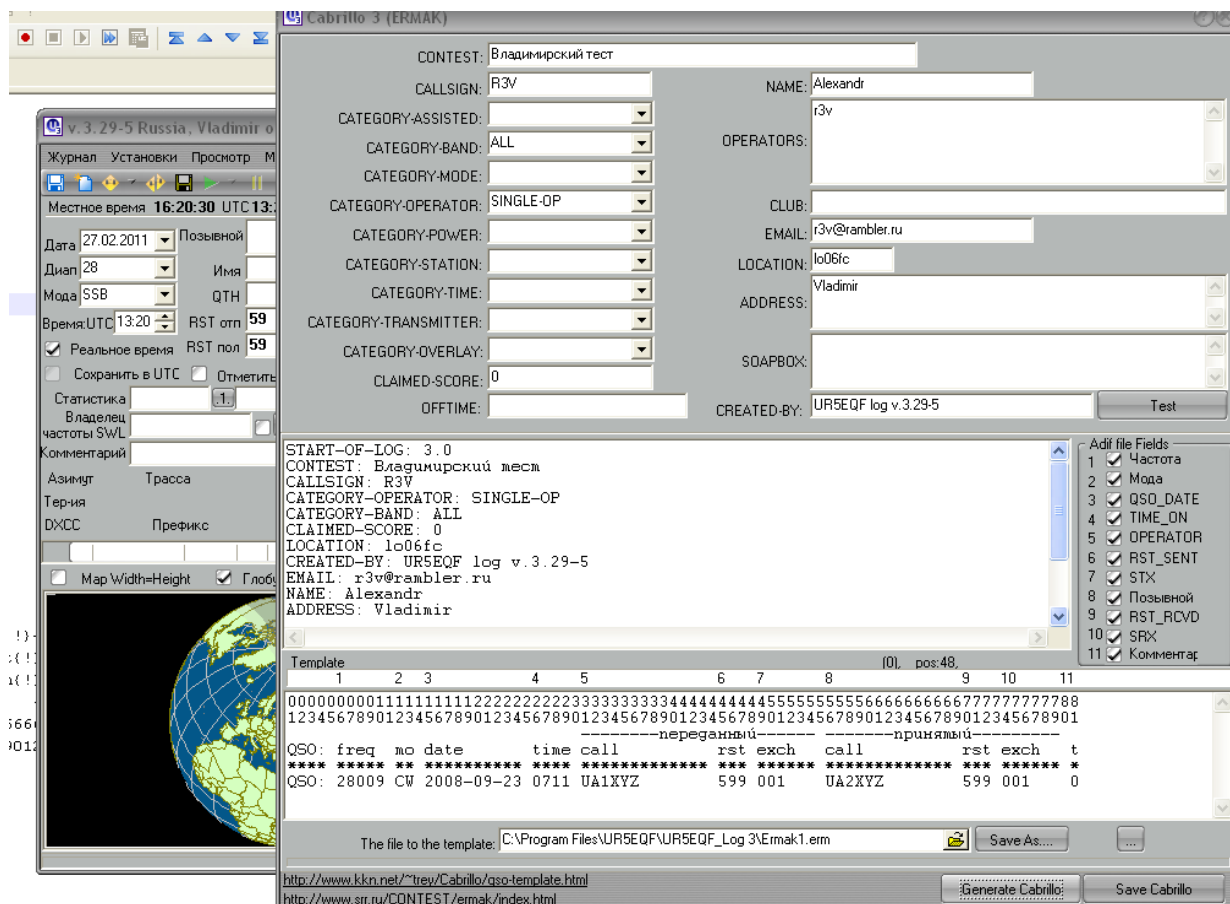 Cabrillo 3 (ERMAK)
CONTEST: Владимирский тест
CALLSIGN: R3V
NAME: Alexandr
CATEGORY-ASSISTED:
OPERATORS: r3v
CATEGORY-BAND: ALL
CATEGORY-MODE:
CATEGORY-OPERATOR: SINGLE-OP
CLUB:
CATEGORY-POWER:
EMAIL: r3v@rambler.ru
CATEGORY-STATION:
LOCATION: lo06fc
CATEGORY-TIME:
ADDRESS: Vladimir
CATEGORY-TRANSMITTER:
CATEGORY-OVERLAY:
SOAPBOX:
CLAIMED-SCORE: 0
OFFTIME:
CREATED-BY: UR5EQF log v.3.29-5
Test
v.3.29-5 Russia, Vladimir o
Журнал Установки Просмотр М
Местное время 16:20:30 UTC 13:
Дата 27.02.2011 Позывной
Диап 28 Имя
Мода SSB QTH
Время:UTC 13:20 RST отп 59
Реальное время RST пол 59
Сохранить в UTC Отметить
Статистика .1.
Владелец
частоты SWL
Комментарий
Азимут Трасса
Тер-ия
DXCC Префикс
Map Width=Height Глобу
START-OF-LOG: 3.0
CONTEST: Владимирский тест
CALLSIGN: R3V
CATEGORY-OPERATOR: SINGLE-OP
CATEGORY-BAND: ALL
CLAIMED-SCORE: 0
LOCATION: lo06fc
CREATED-BY: UR5EQF log v.3.29-5
EMAIL: r3v@rambler.ru
NAME: Alexandr
ADDRESS: Vladimir
Adif file Fields
1 Частота
2 Мода
3 QSO_DATE
4 TIME_ON
5 OPERATOR
6 RST_SENT
7 STX
8 Позывной
9 RST_RCVD
10 SRX
11 Комментар
Template (0), pos:48,
1 2 3 4 5 6 7 8 9 10 11
000000000111111111122222222223333333333444444444455555555556666666666777777777788
123456789012345678901234567890123456789012345678901234567890123456789012345678901
--------переданный------ -------принятый---------
QSO: freq mo date time call rst exch call rst exch t
**** ***** ** ********** **** ************* *** ****** ************* *** ****** *
QSO: 28009 CW 2008-09-23 0711 UA1XYZ 599 001 UA2XYZ 599 001 0
The file to the template: C:\Program Files\UR5EQF\UR5EQF_Log 3\Ermak1.erm Save As.... ...
http://www.kkn.net/~trey/Cabrillo/qso-template.html
http://www.srr.ru/CONTEST/ermak/index.html
Generate Cabrillo Save Cabrillo